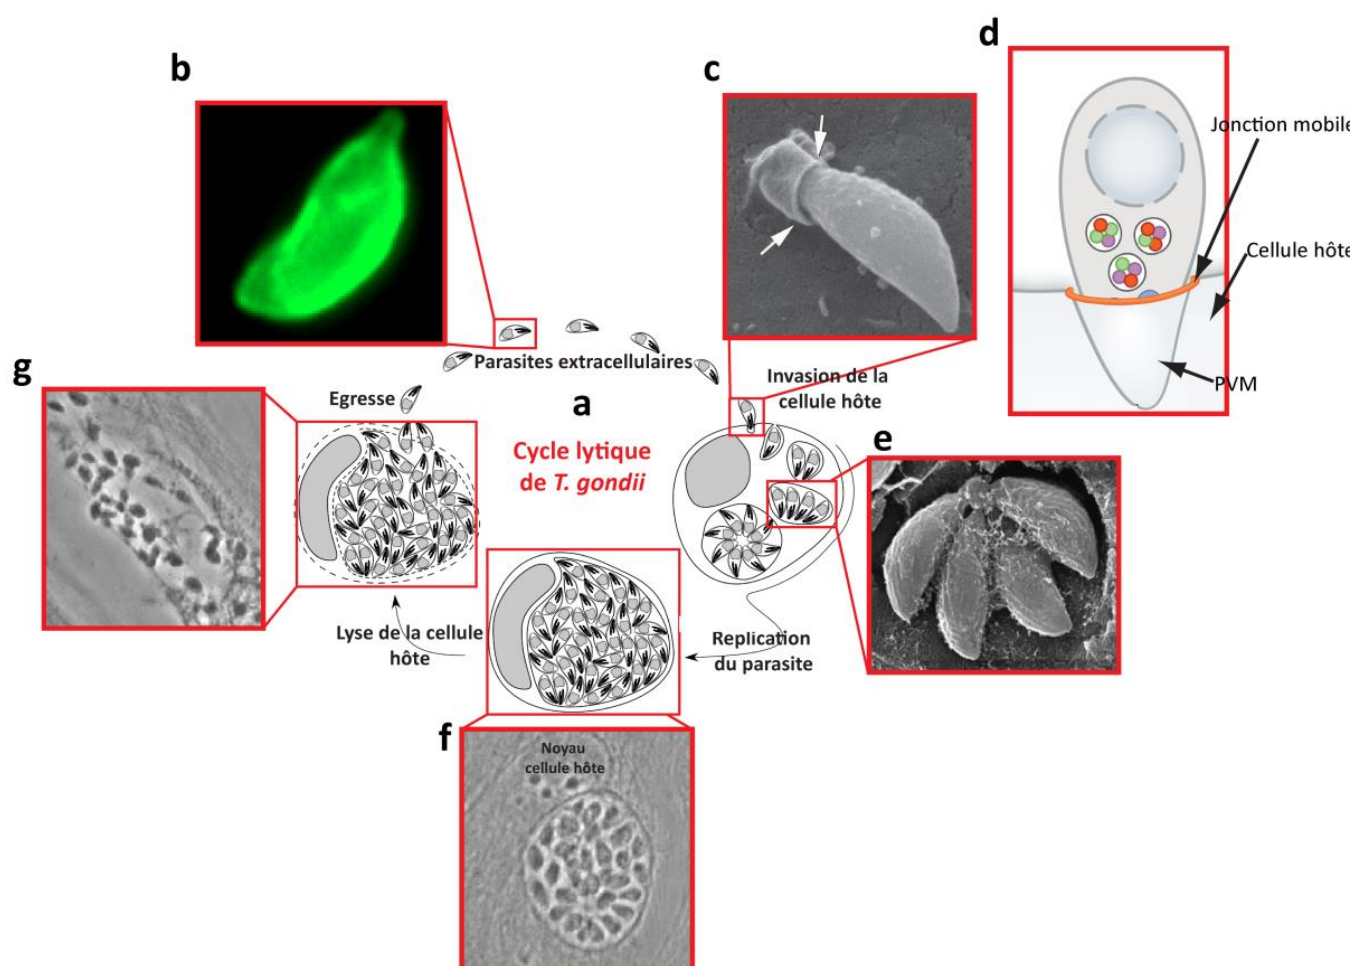 d
b
c
Jonction mobile
Cellule hôte
PVM
Parasites extracellulaires
g
Egresse
a
Invasion de la
cellule hôte
Cycle lytique
de T. gondii
e
Lyse de la cellule
hôte
Replication
du parasite
f
Noyau
cellule hôte